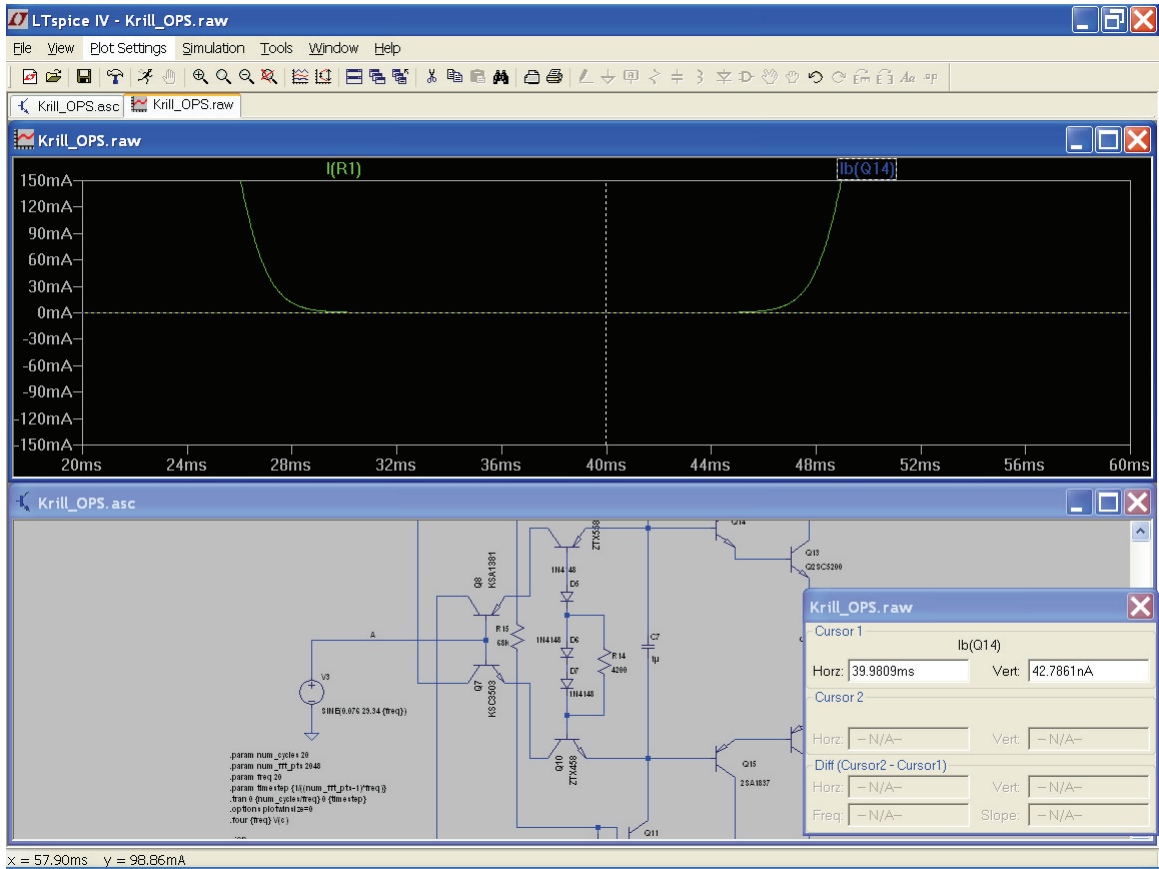 LTspice IV - Krill_OPS.raw
File View Plot Settings Simulation Tools Window Help
Krill_OPS.asc Krill_OPS.raw
Krill_OPS.raw
I(R1) Ib(Q14)
150mA
120mA
90mA
60mA
30mA
0mA
-30mA
-60mA
-90mA
-120mA
-150mA
20ms 24ms 28ms 32ms 36ms 40ms 44ms 48ms 52ms 56ms 60ms
Krill_OPS.asc
Q14
ZTX558
Q13
Q2SC5200
Q8
KSA1381
1N4148
D5
A
R15
68k
1N4148
D6
C7
1µ
R14
4200
D7
1N4148
Q7
KSC3503
V3
SINE(0.076 29.34 {freq})
Q10
ZTX458
Q15
2SA1837
Q11
.param num_cycles 20
.param num_fft_pts 2048
.param freq 20
.param timestep {1/((num_fft_pts-1)*freq)}
.tran 0 {num_cycles/freq} 0 {timestep}
.options plotwinsize=0
.four {freq} V(c)
Krill_OPS.raw
Cursor 1
Ib(Q14)
Horz: 39.9809ms Vert: 42.7861nA
Cursor 2
Horz: -- N/A-- Vert: -- N/A--
Diff (Cursor2 - Cursor1)
Horz: -- N/A-- Vert: -- N/A--
Freq: -- N/A-- Slope: -- N/A--
x = 57.90ms y = 98.86mA